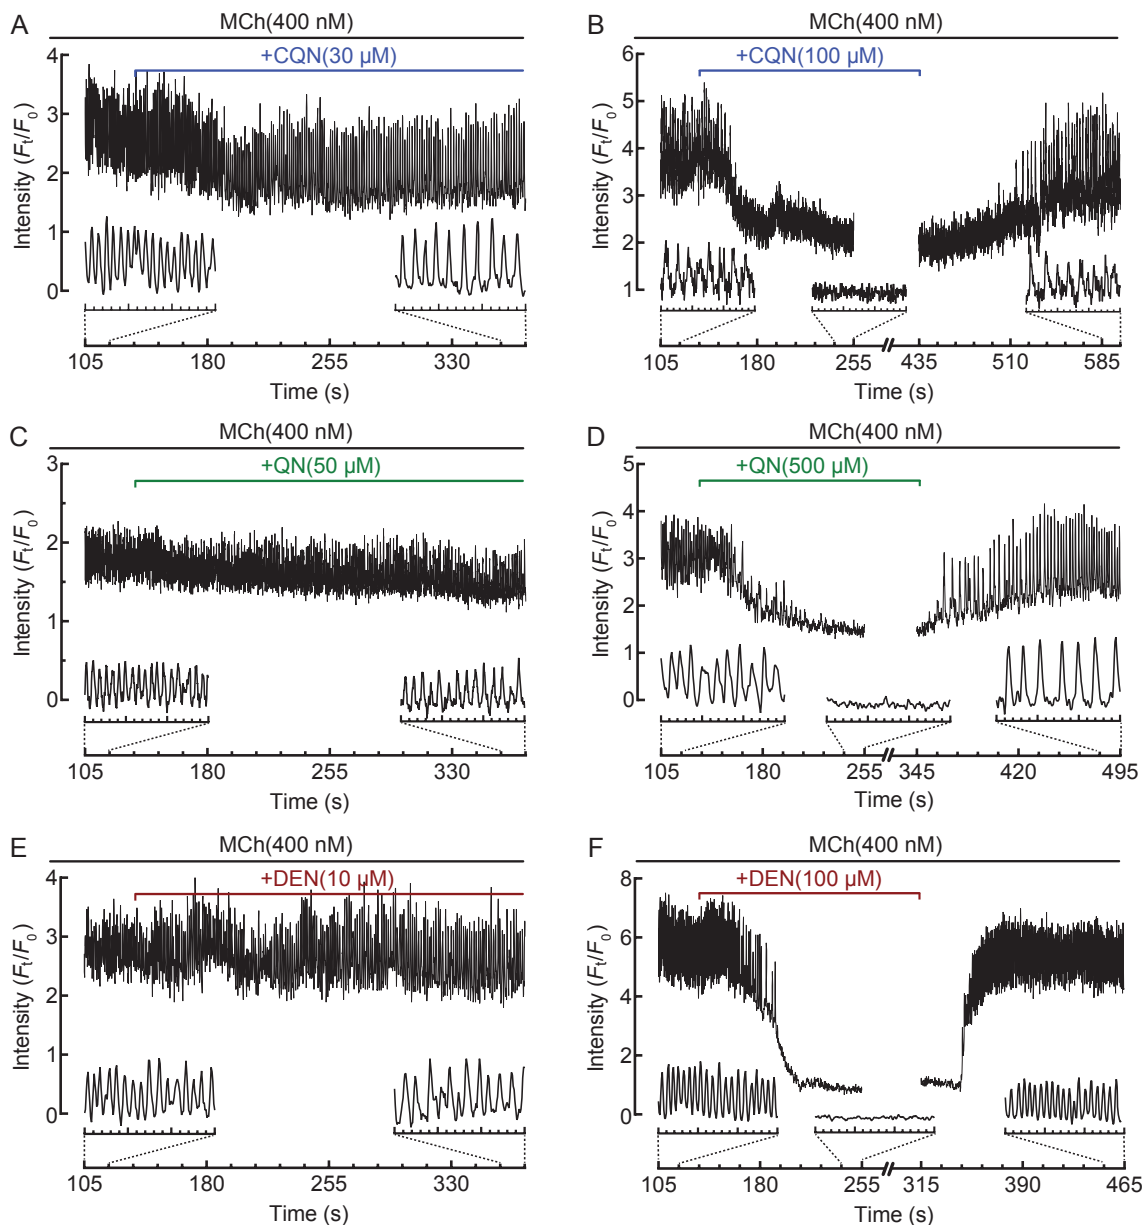 A
MCh(400 nM)
+CQN(30 µM)
Intensity (Ft/F0)
4
3
2
1
0
105 180 255 330
Time (s)
B
MCh(400 nM)
+CQN(100 µM)
Intensity (Ft/F0)
6
5
4
3
2
1
105 180 255 435 510 585
Time (s)
C
MCh(400 nM)
+QN(50 µM)
Intensity (Ft/F0)
3
2
1
0
105 180 255 330
Time (s)
D
MCh(400 nM)
+QN(500 µM)
Intensity (Ft/F0)
5
4
3
2
1
0
105 180 255 345 420 495
Time (s)
E
MCh(400 nM)
+DEN(10 µM)
Intensity (Ft/F0)
4
3
2
1
0
105 180 255 330
Time (s)
F
MCh(400 nM)
+DEN(100 µM)
Intensity (Ft/F0)
8
6
4
2
0
105 180 255 315 390 465
Time (s)